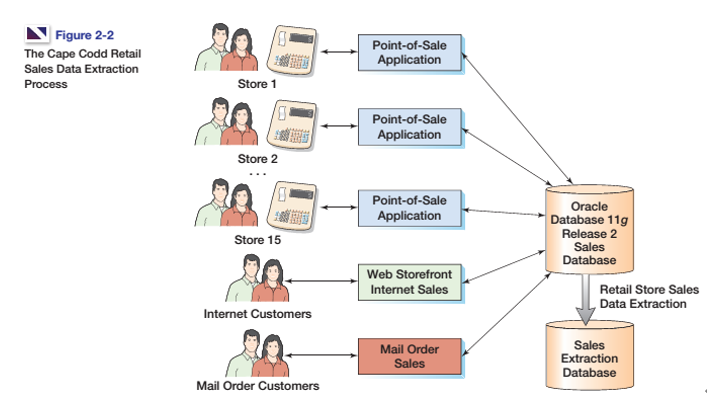 Figure 2-2
The Cape Codd Retail
Sales Data Extraction
Process
Point-of-Sale
Application
Store 1
Point-of-Sale
Application
Store 2
. . .
Point-of-Sale
Application
Store 15
Oracle
Database 11g
Release 2
Sales
Database
Web Storefront
Internet Sales
Internet Customers
Retail Store Sales
Data Extraction
Mail Order
Sales
Mail Order Customers
Sales
Extraction
Database